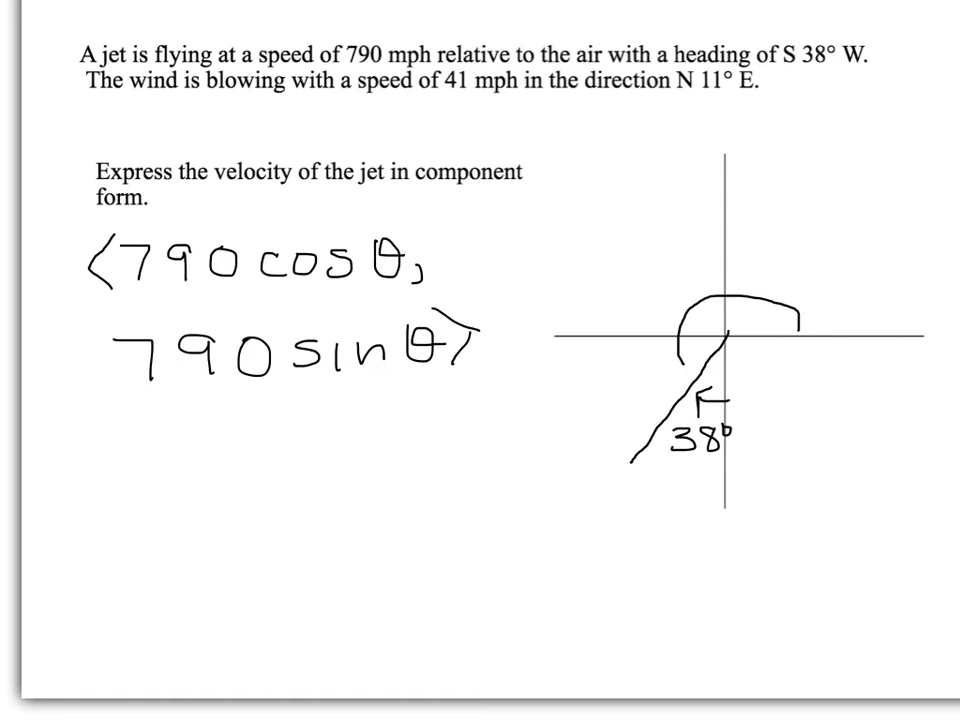 A jet is flying at a speed of 790 mph relative to the air with a heading of S 38° W.
The wind is blowing with a speed of 41 mph in the direction N 11° E.
Express the velocity of the jet in component
form.
⟨790 cos θ,
790 sin θ⟩
38°